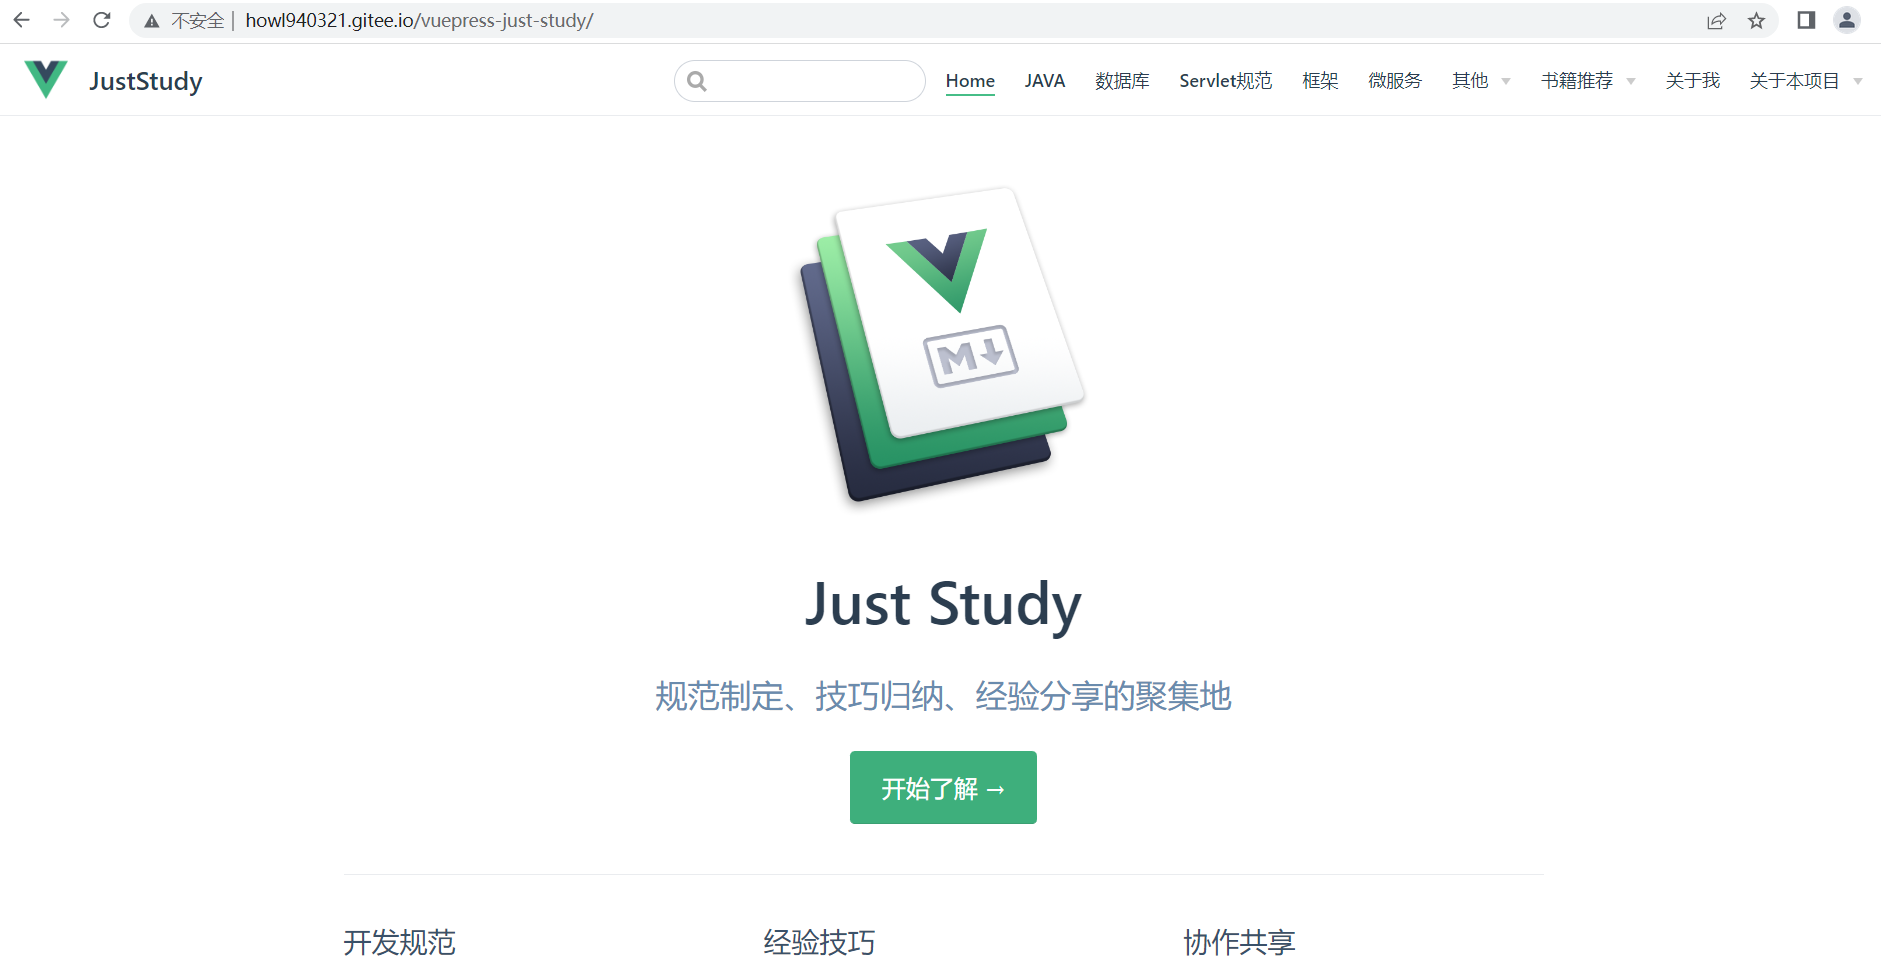 不安全 | howl940321.gitee.io/vuepress-just-study/
JustStudy Home JAVA 数据库 Servlet规范 框架 微服务 其他 书籍推荐 关于我 关于本项目
M
Just Study
规范制定、技巧归纳、经验分享的聚集地
开始了解 →
开发规范 经验技巧 协作共享